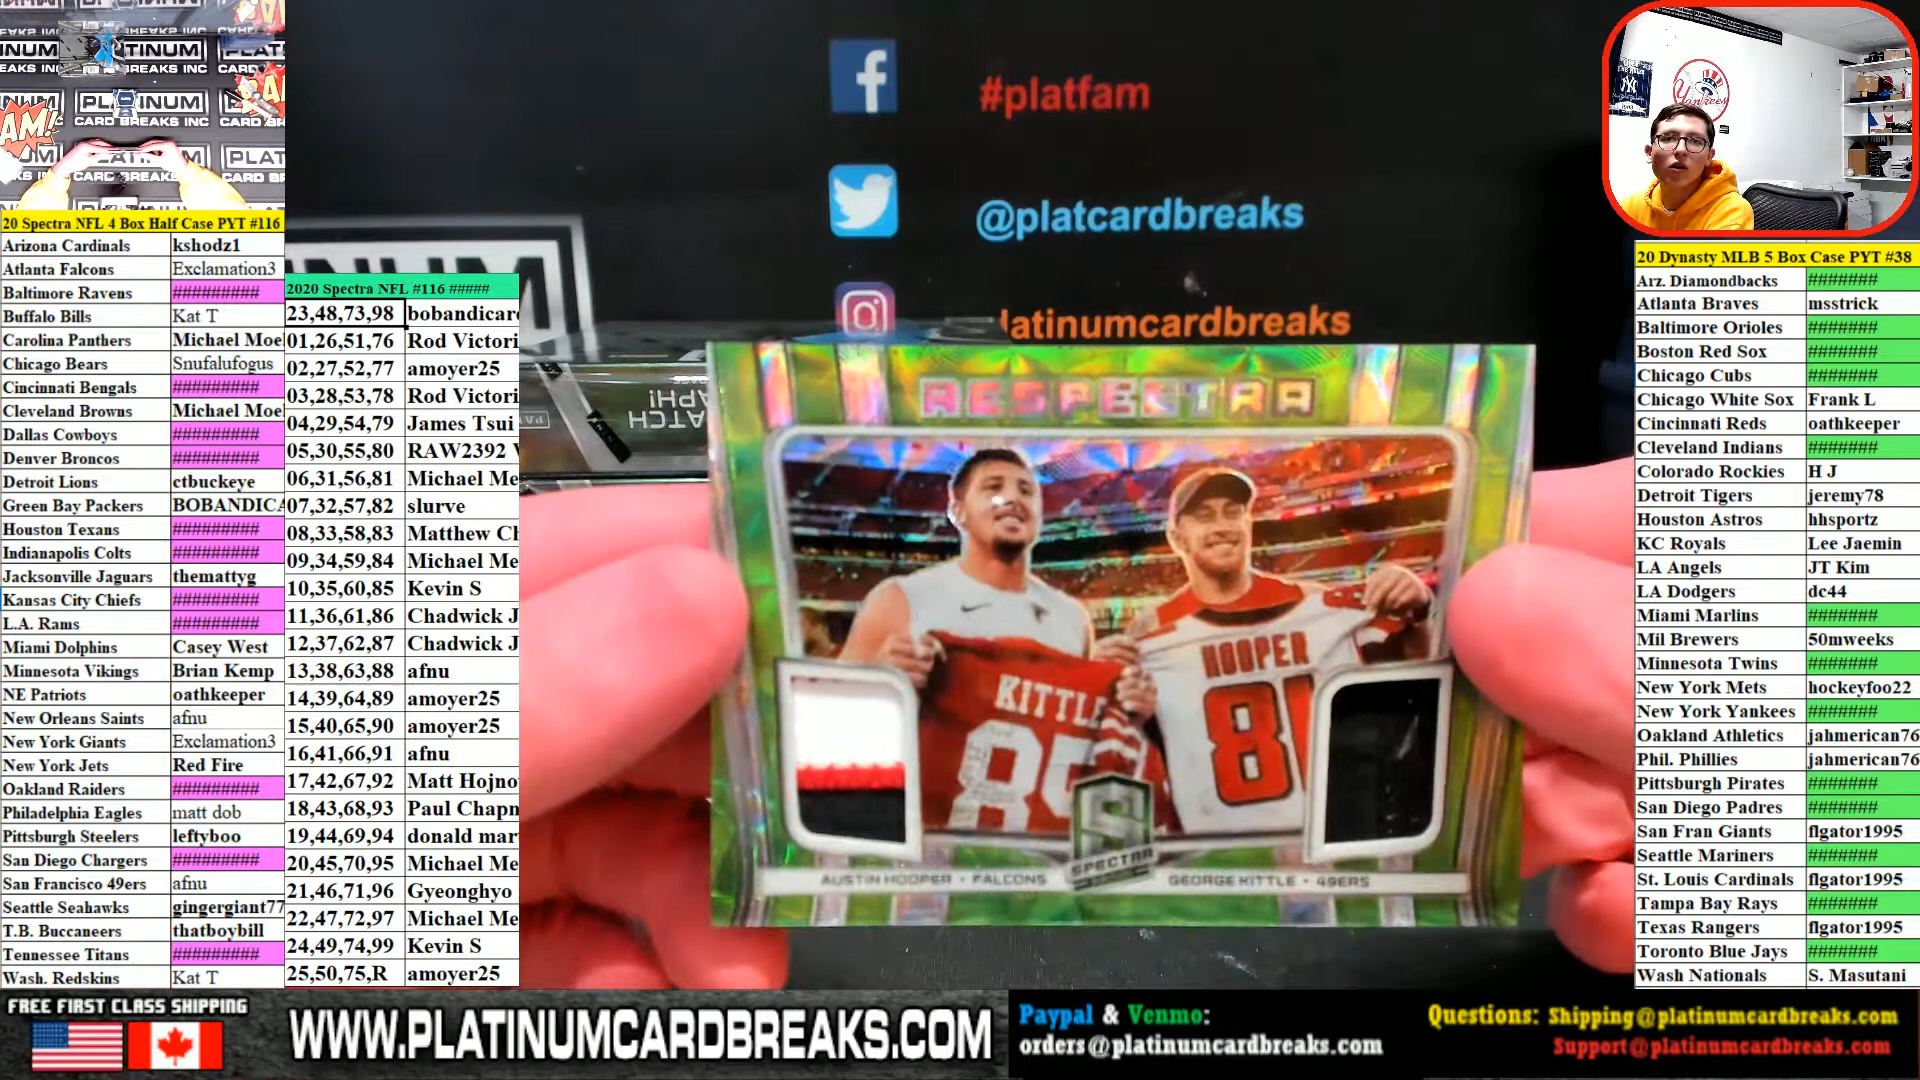 #platfam
@platcardbreaks
latinumcardbreaks
20 Spectra NFL 4 Box Half Case PYT #116
Arizona Cardinals kshodz1
Atlanta Falcons Exclamation3
Baltimore Ravens #########
Buffalo Bills Kat T
Carolina Panthers Michael Moe
Chicago Bears Snufalufogus
Cincinnati Bengals #########
Cleveland Browns Michael Moe
Dallas Cowboys #########
Denver Broncos #########
Detroit Lions ctbuckeye
Green Bay Packers BOBANDICA
Houston Texans #########
Indianapolis Colts #########
Jacksonville Jaguars themattyg
Kansas City Chiefs #########
L.A. Rams #########
Miami Dolphins Casey West
Minnesota Vikings Brian Kemp
NE Patriots oathkeeper
New Orleans Saints afnu
New York Giants Exclamation3
New York Jets Red Fire
Oakland Raiders #########
Philadelphia Eagles matt dob
Pittsburgh Steelers leftyboo
San Diego Chargers #########
San Francisco 49ers afnu
Seattle Seahawks gingergiant77
T.B. Buccaneers thatboybill
Tennessee Titans #########
Wash. Redskins Kat T
2020 Spectra NFL #116 #####
23,48,73,98 bobandicard
01,26,51,76 Rod Victori
02,27,52,77 amoyer25
03,28,53,78 Rod Victori
04,29,54,79 James Tsui
05,30,55,80 RAW2392 V
06,31,56,81 Michael Me
07,32,57,82 slurve
08,33,58,83 Matthew Ch
09,34,59,84 Michael Me
10,35,60,85 Kevin S
11,36,61,86 Chadwick J
12,37,62,87 Chadwick J
13,38,63,88 afnu
14,39,64,89 amoyer25
15,40,65,90 amoyer25
16,41,66,91 afnu
17,42,67,92 Matt Hojno
18,43,68,93 Paul Chapn
19,44,69,94 donald mar
20,45,70,95 Michael Me
21,46,71,96 Gyeonghyo
22,47,72,97 Michael Me
24,49,74,99 Kevin S
25,50,75,R amoyer25
RESPECTRA
KITTLE
HOOPER
81
SPECTRA
AUSTIN HOOPER • FALCONS
GEORGE KITTLE • 49ERS
Yankees
20 Dynasty MLB 5 Box Case PYT #38
Arz. Diamondbacks #######
Atlanta Braves msstrick
Baltimore Orioles #######
Boston Red Sox #######
Chicago Cubs #######
Chicago White Sox Frank L
Cincinnati Reds oathkeeper
Cleveland Indians #######
Colorado Rockies H J
Detroit Tigers jeremy78
Houston Astros hhsportz
KC Royals Lee Jaemin
LA Angels JT Kim
LA Dodgers dc44
Miami Marlins #######
Mil Brewers 50mweeks
Minnesota Twins #######
New York Mets hockeyfoo22
New York Yankees #######
Oakland Athletics jahmerican76
Phil. Phillies jahmerican76
Pittsburgh Pirates #######
San Diego Padres #######
San Fran Giants flgator1995
Seattle Mariners #######
St. Louis Cardinals flgator1995
Tampa Bay Rays #######
Texas Rangers flgator1995
Toronto Blue Jays #######
Wash Nationals S. Masutani
FREE FIRST CLASS SHIPPING
WWW.PLATINUMCARDBREAKS.COM
Paypal & Venmo:
orders@platinumcardbreaks.com
Questions: Shipping@platinumcardbreaks.com
Support@platinumcardbreaks.com